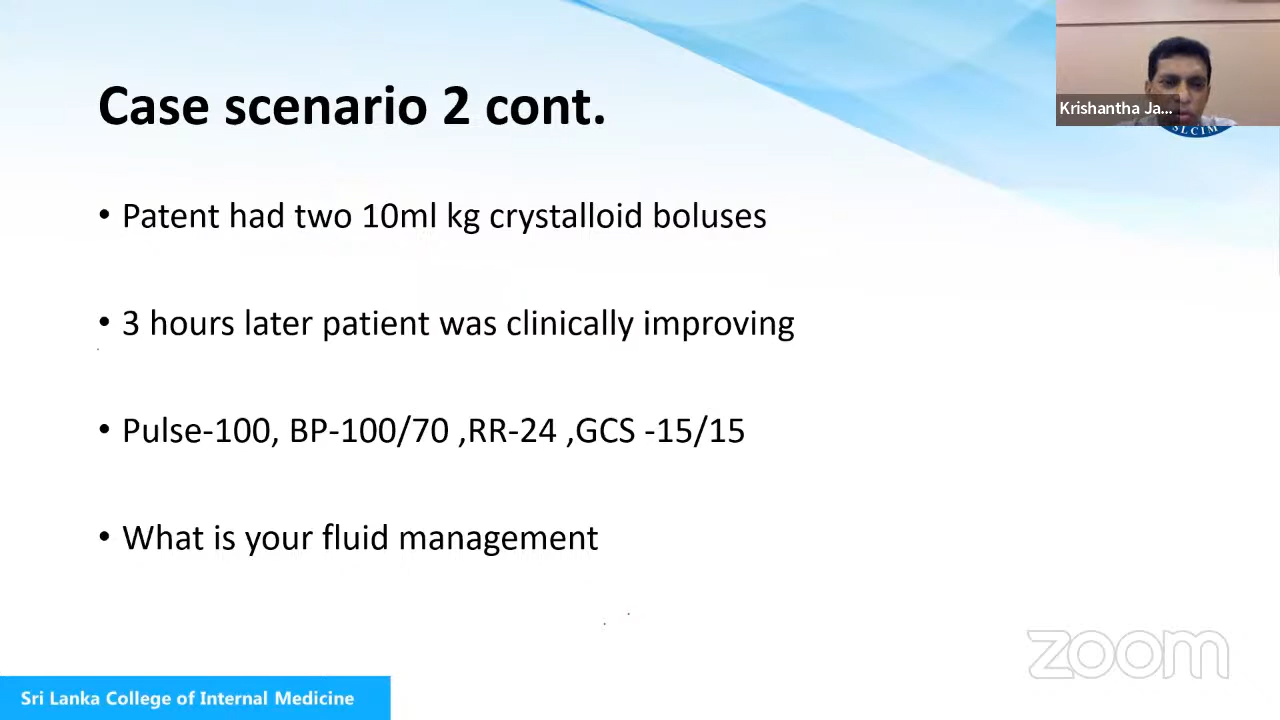 Case scenario 2 cont.
Krishantha Ja...
SLCIM
• Patent had two 10ml kg crystalloid boluses
• 3 hours later patient was clinically improving
• Pulse-100, BP-100/70 ,RR-24 ,GCS -15/15
• What is your fluid management
zoom
Sri Lanka College of Internal Medicine